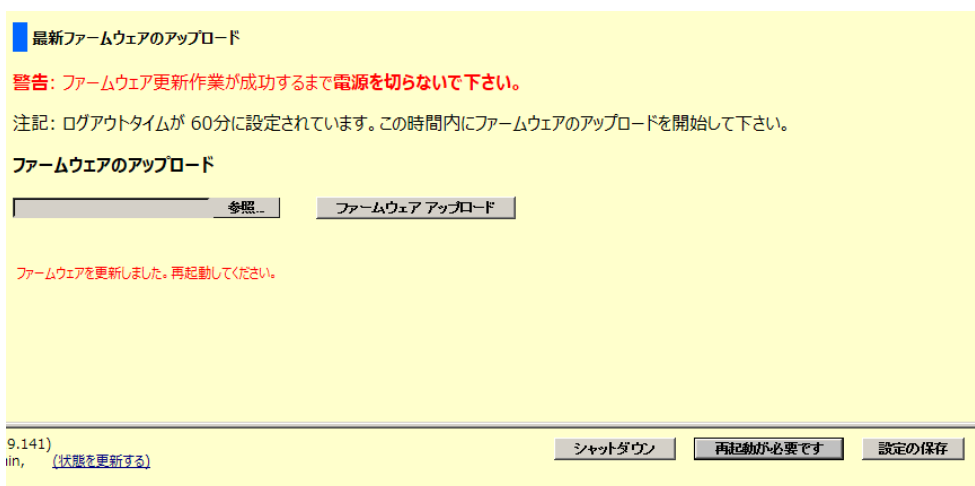 最新ファームウェアのアップロード
警告: ファームウェア更新作業が成功するまで電源を切らないで下さい。
注記: ログアウトタイムが 60分に設定されています。この時間内にファームウェアのアップロードを開始して下さい。
ファームウェアのアップロード
参照... ファームウェア アップロード
ファームウェアを更新しました。再起動してください。
9.141)
in, (状態を更新する)
シャットダウン 再起動が必要です 設定の保存